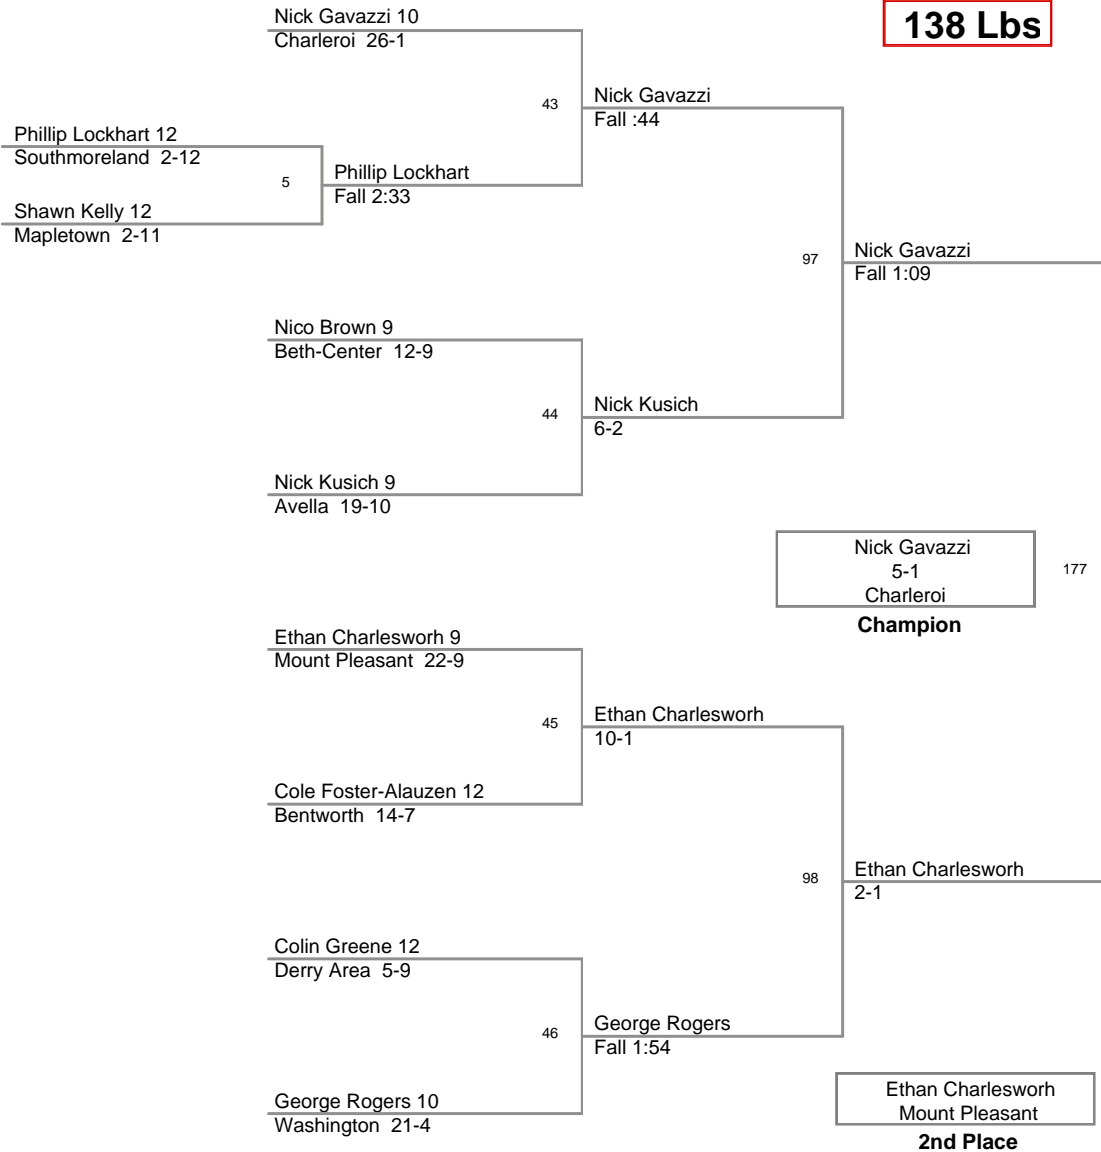 Nick Gavazzi 10
Charleroi 26-1
138 Lbs
43
Nick Gavazzi
Fall :44
Phillip Lockhart 12
Southmoreland 2-12
5
Phillip Lockhart
Fall 2:33
Shawn Kelly 12
Mapletown 2-11
97
Nick Gavazzi
Fall 1:09
Nico Brown 9
Beth-Center 12-9
44
Nick Kusich
6-2
Nick Kusich 9
Avella 19-10
Nick Gavazzi
5-1
Charleroi
177
Champion
Ethan Charlesworh 9
Mount Pleasant 22-9
45
Ethan Charlesworh
10-1
Cole Foster-Alauzen 12
Bentworth 14-7
98
Ethan Charlesworh
2-1
Colin Greene 12
Derry Area 5-9
46
George Rogers
Fall 1:54
George Rogers 10
Washington 21-4
Ethan Charlesworh
Mount Pleasant
2nd Place